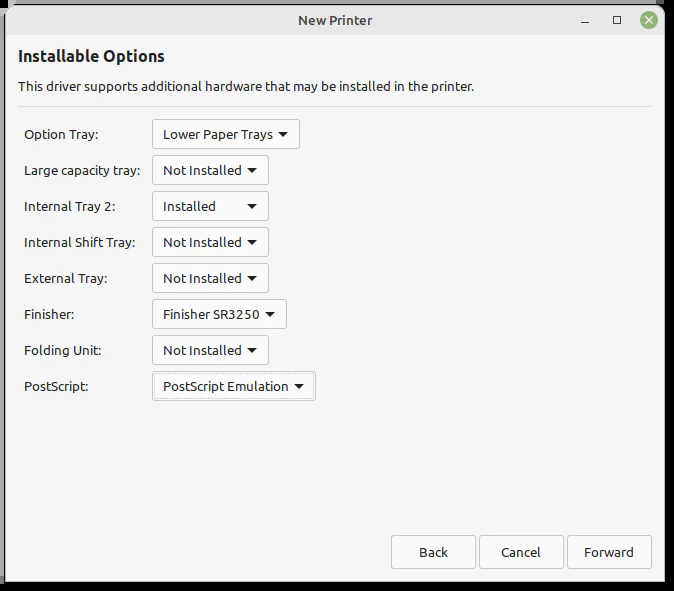 New Printer
Installable Options
This driver supports additional hardware that may be installed in the printer.
Option Tray: Lower Paper Trays
Large capacity tray: Not Installed
Internal Tray 2: Installed
Internal Shift Tray: Not Installed
External Tray: Not Installed
Finisher: Finisher SR3250
Folding Unit: Not Installed
PostScript: PostScript Emulation
Back Cancel Forward